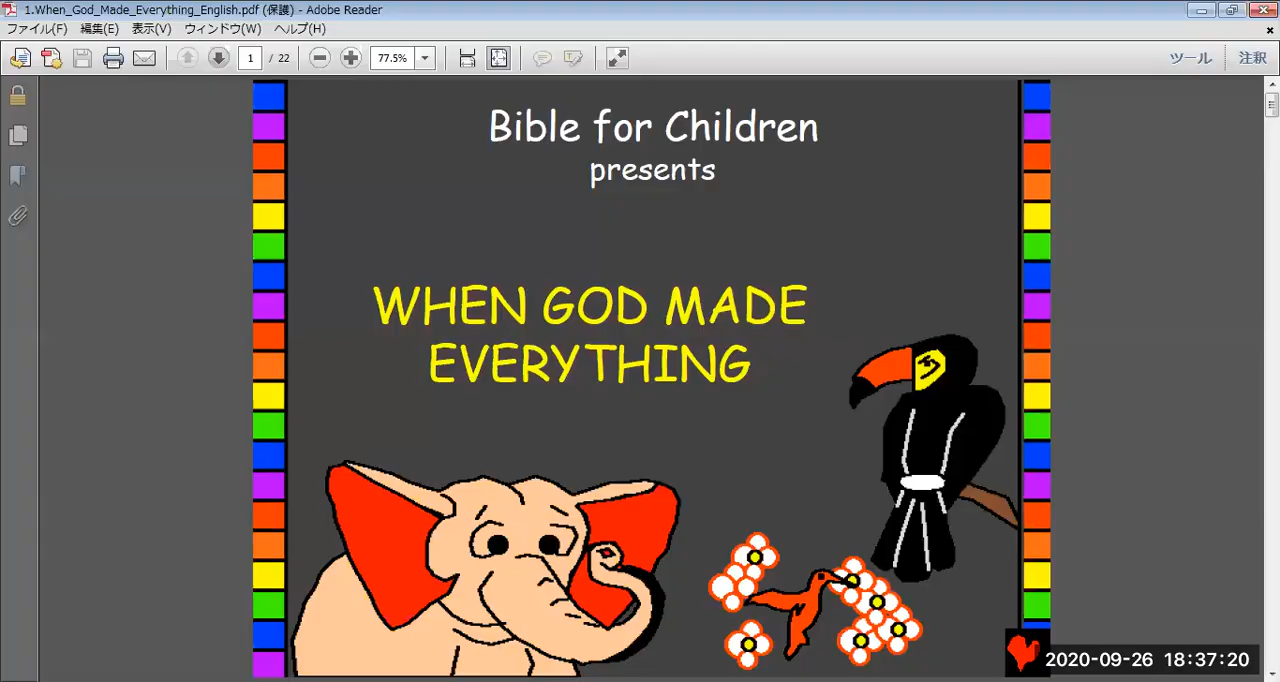 1.When_God_Made_Everything_English.pdf (保護) - Adobe Reader
ファイル(F) 編集(E) 表示(V) ウィンドウ(W) ヘルプ(H)
1 / 22 77.5% ツール 注釈
Bible for Children
presents
WHEN GOD MADE
EVERYTHING
2020-09-26 18:37:20